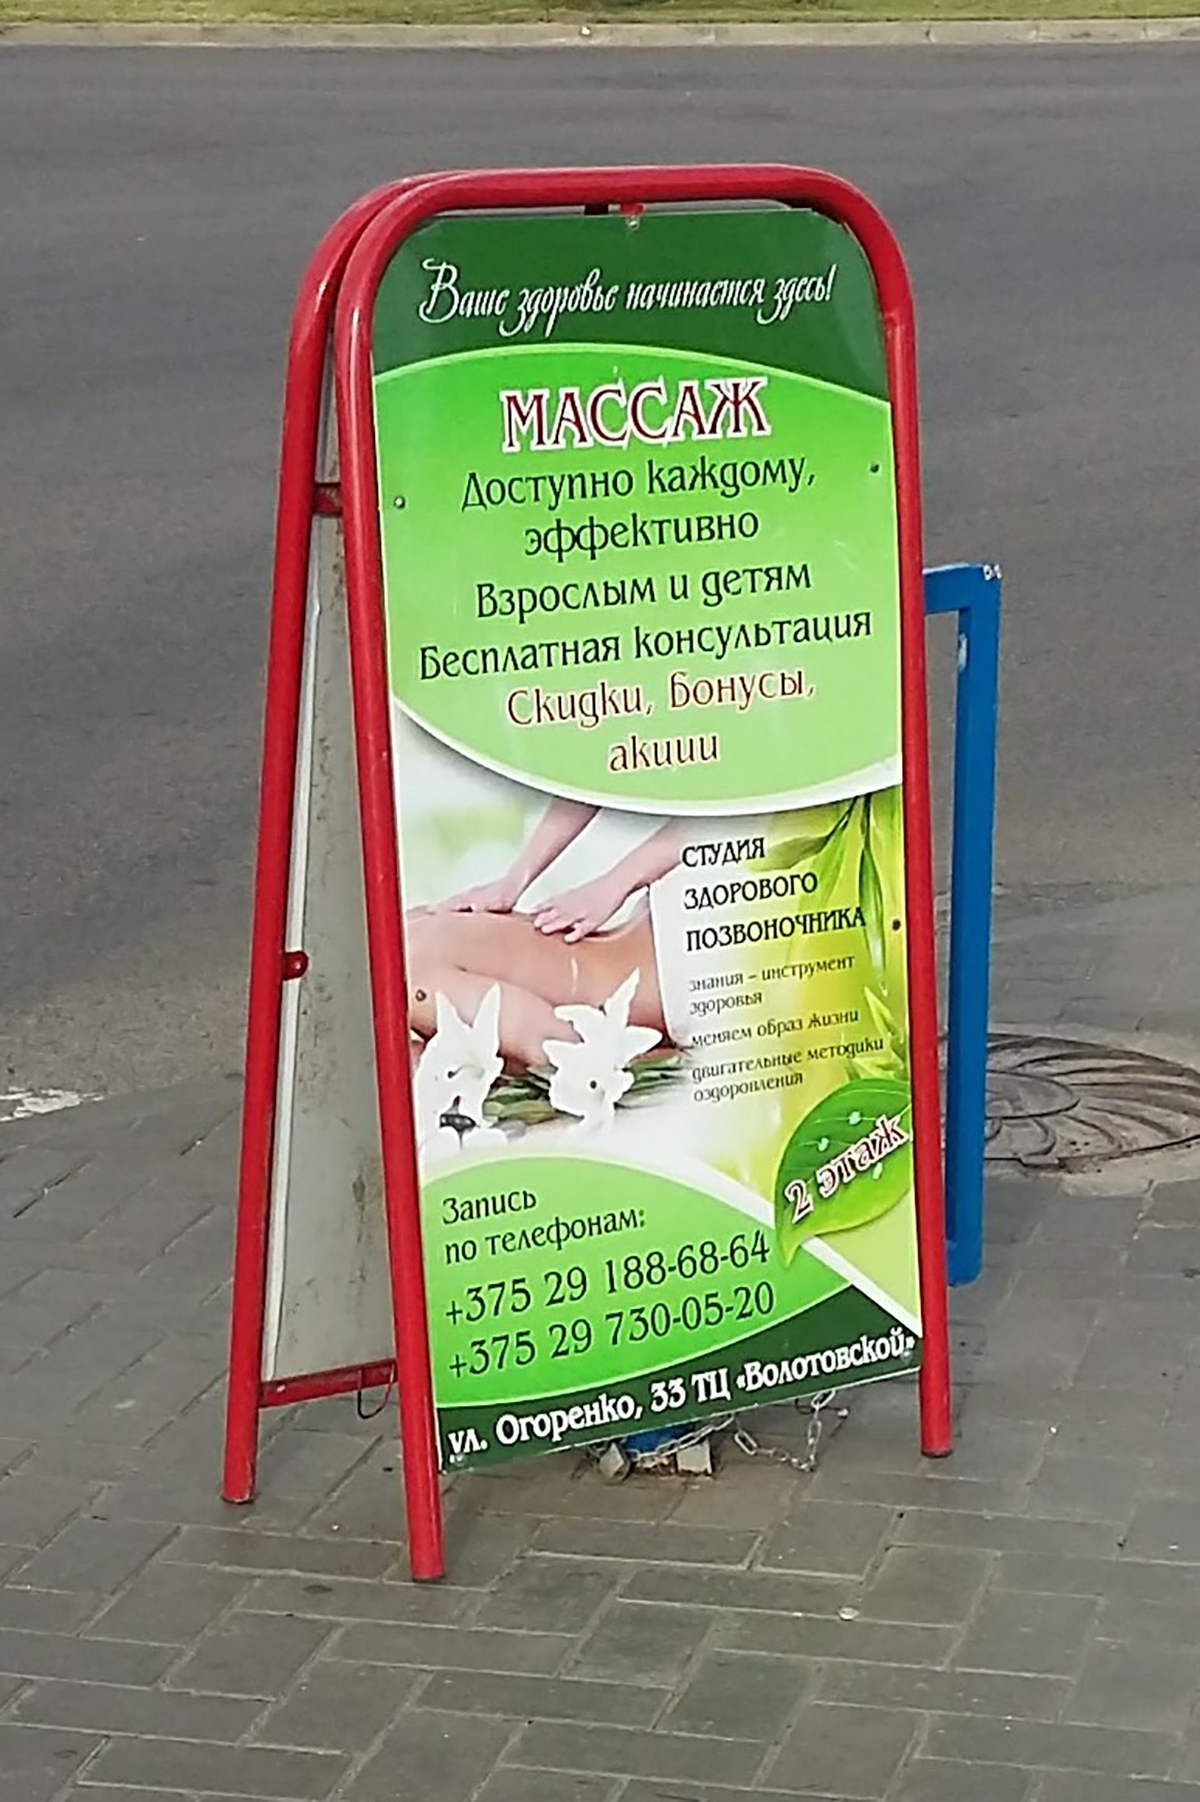 Ваше здоровье начинается здесь!
МАССАЖ
Доступно каждому,
эффективно
Взрослым и детям
Бесплатная консультация
Скидки, бонусы,
акции
СТУДИЯ
ЗДОРОВОГО
ПОЗВОНОЧНИКА
знания – инструмент
здоровья
меняем образ жизни
двигательные методики
оздоровления
2 этаж
Запись
по телефонам:
+375 29 188-68-64
+375 29 730-05-20
ул. Огоренко, 33 ТЦ «Волотовской»